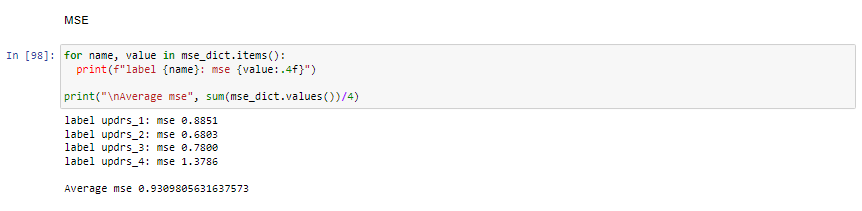 MSE
In [98]: for name, value in mse_dict.items():
print(f"label {name}: mse {value:.4f}")
print("\nAverage mse", sum(mse_dict.values())/4)
label updrs_1: mse 0.8851
label updrs_2: mse 0.6803
label updrs_3: mse 0.7800
label updrs_4: mse 1.3786
Average mse 0.9309805631637573